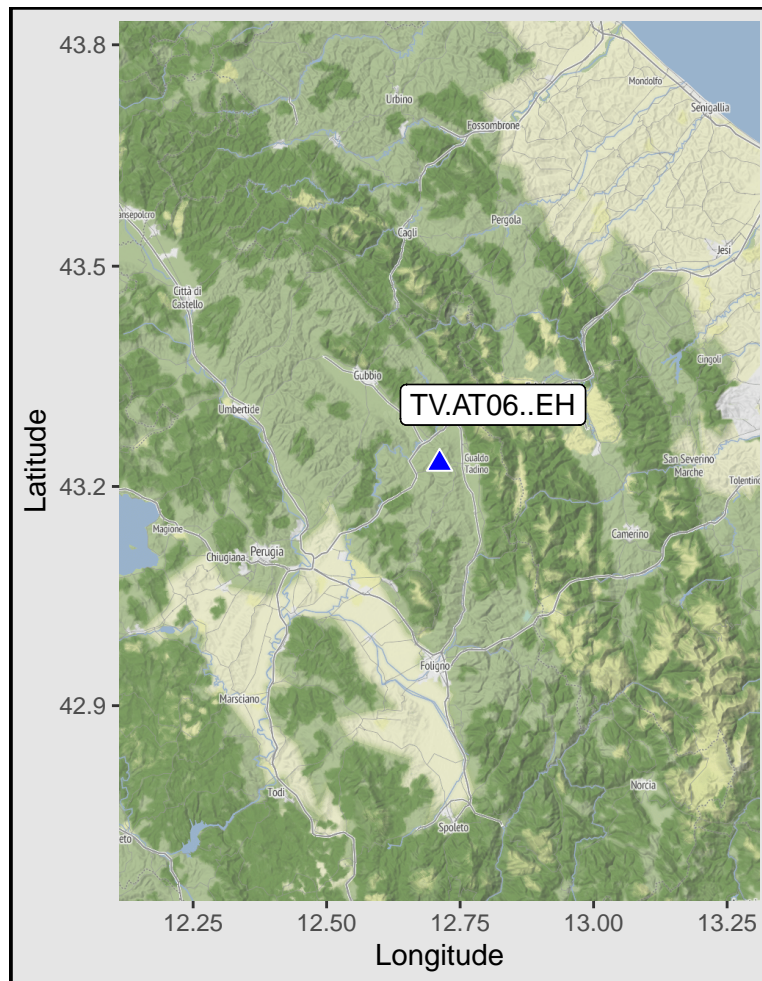 43.8
43.5
43.2
42.9
Latitude
Mondolfo
Urbino
Senigallia
Fossombrone
ansepolcro
Pergola
Cagli
Jesi
Città di
Castello
Cingoli
Gubbio
TV.AT06..EH
Umbertide
Gualdo
Tadino
San Severino
Marche
Tolentino
Magione
Chiugiana
Perugia
Camerino
Foligno
Marsciano
Norcia
Todi
Spoleto
eto
12.25
12.50
12.75
13.00
13.25
Longitude